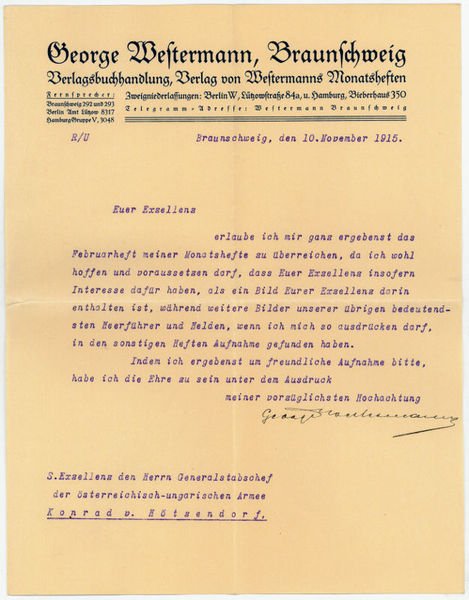 George Westermann, Braunschweig
Verlagsbuchhandlung, Verlag von Westermanns Monatsheften
Fernsprecher:
Braunschweig 292 und 293
Berlin Amt Lützow 8317
Hamburg Gruppe V, 3048
Zweigniederlassungen: Berlin W, Lützowstraße 84a, u. Hamburg, Bieberhaus 350
Telegramm-Adresse: Westermann Braunschweig
R/U
Braunschweig, den 10.November 1915.
Euer Exzellenz
erlaube ich mir ganz ergebenst das
Februarheft meiner Monatshefte zu überreichen, da ich wohl
hoffen und voraussetzen darf, dass Euer Exzellenz insofern
Interesse dafür haben, als ein Bild Eurer Exzellenz darin
enthalten ist, während weitere Bilder unserer übrigen bedeutend-
sten Heerführer und Helden, wenn ich mich so ausdrücken darf,
in den sonstigen Heften Aufnahme gefunden haben.
Indem ich ergebenst um freundliche Aufnahme bitte,
habe ich die Ehre zu sein unter dem Ausdruck
meiner vorzüglichsten Hochachtung
George Westermann
S.Exzellenz den Herrn Generalstabschef
der österreichisch-ungarischen Armee
Konrad v. Hötzendorf.